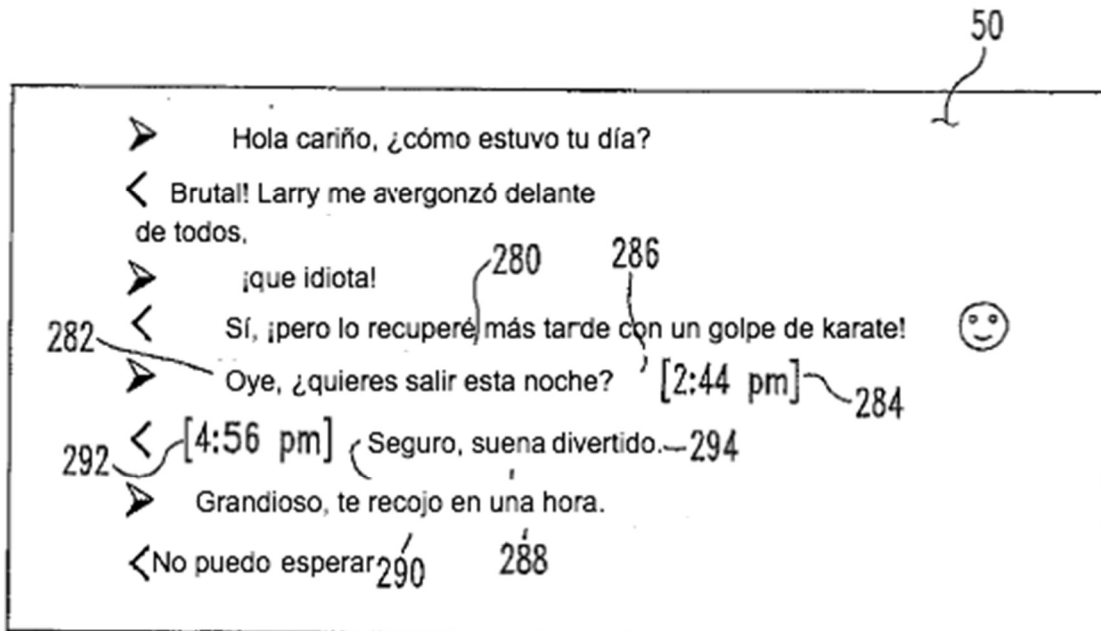 50
➢ Hola cariño, ¿cómo estuvo tu día?
< Brutal! Larry me avergonzó delante
de todos,
➢ ¡que idiota!
280 286
< Sí, ¡pero lo recuperé más tarde con un golpe de karate!
282
➢ Oye, ¿quieres salir esta noche? [2:44 pm] 284
< [4:56 pm] Seguro, suena divertido. 294
292
➢ Grandioso, te recojo en una hora.
< No puedo esperar 290 288